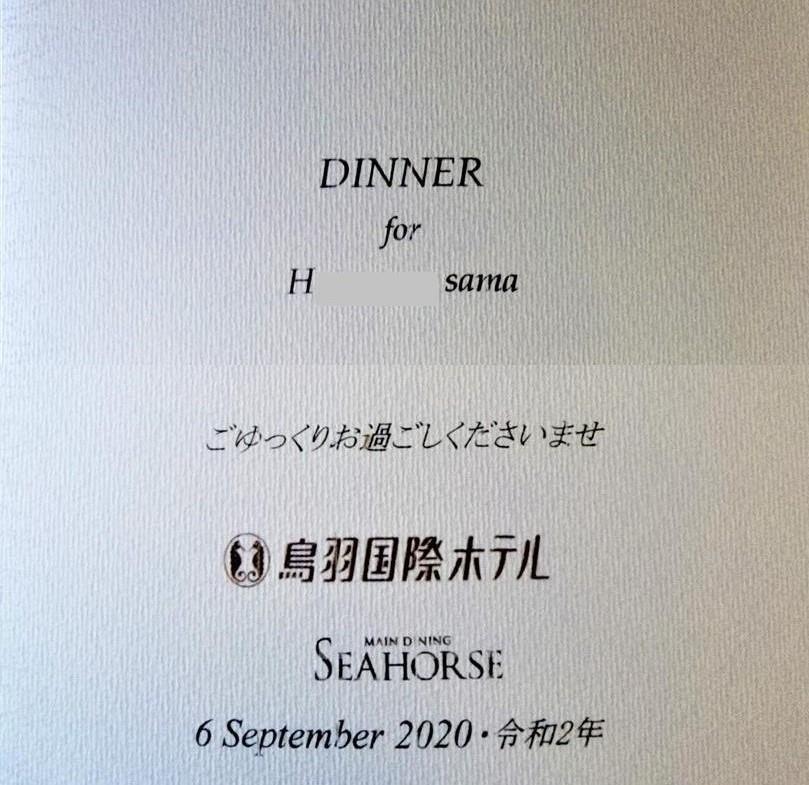 DINNER
for
H sama
ごゆっくりお過ごしくださいませ
鳥羽国際ホテル
MAIN DINING
SEAHORSE
6 September 2020・令和2年